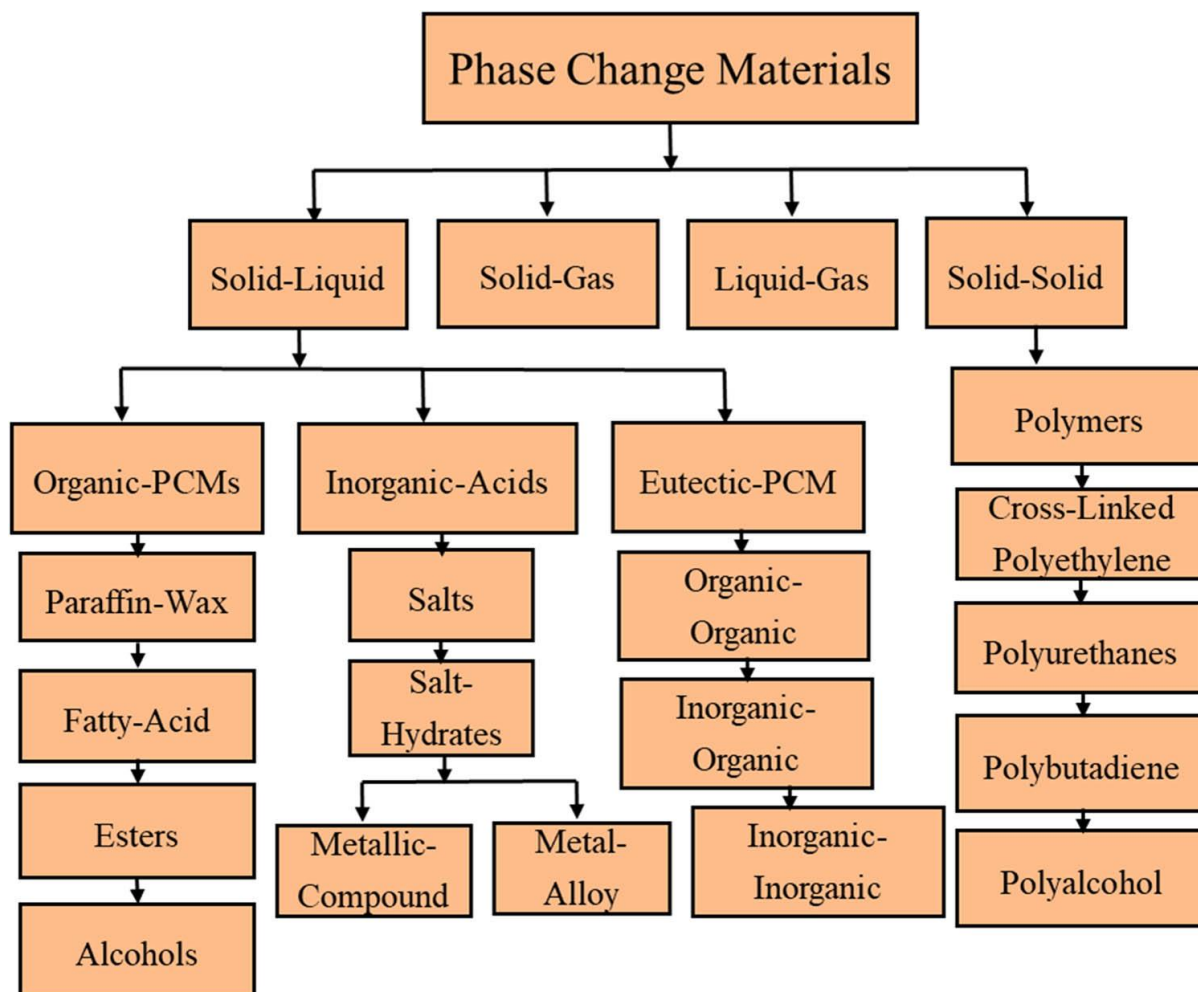 Phase Change Materials
Solid-Liquid
Solid-Gas
Liquid-Gas
Solid-Solid
Organic-PCMs
Inorganic-Acids
Eutectic-PCM
Polymers
Paraffin-Wax
Salts
Organic-
Organic
Cross-Linked
Polyethylene
Fatty-Acid
Salt-
Hydrates
Inorganic-
Organic
Polyurethanes
Esters
Metallic-
Compound
Metal-
Alloy
Inorganic-
Inorganic
Polybutadiene
Alcohols
Polyalcohol